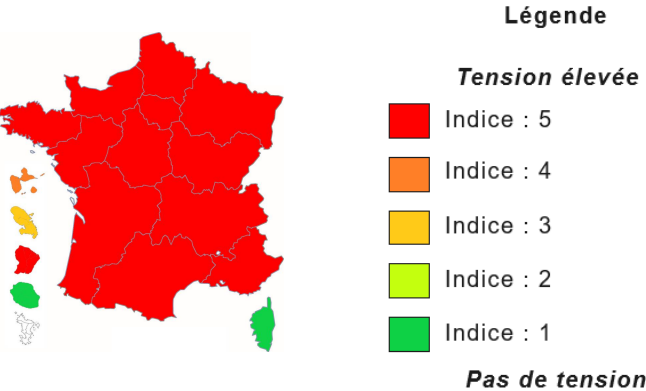 Légende
Tension élevée
Indice : 5
Indice : 4
Indice : 3
Indice : 2
Indice : 1
Pas de tension